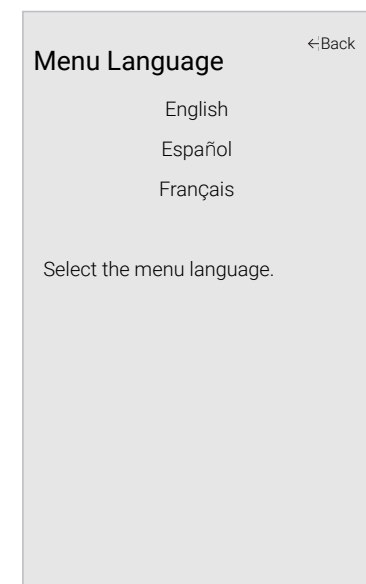 ←Back
Menu Language
English
Español
Français
Select the menu language.